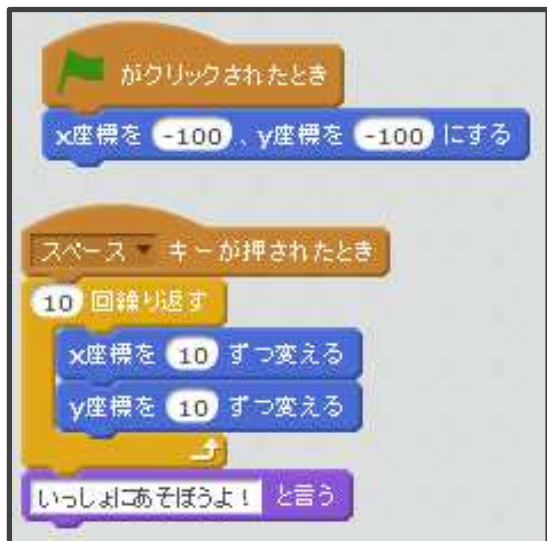 がクリックされたとき
x座標を -100 、y座標を -100 にする
スペース キーが押されたとき
10 回繰り返す
x座標を 10 ずつ変える
y座標を 10 ずつ変える
いっしょにあそぼうよ! と言う